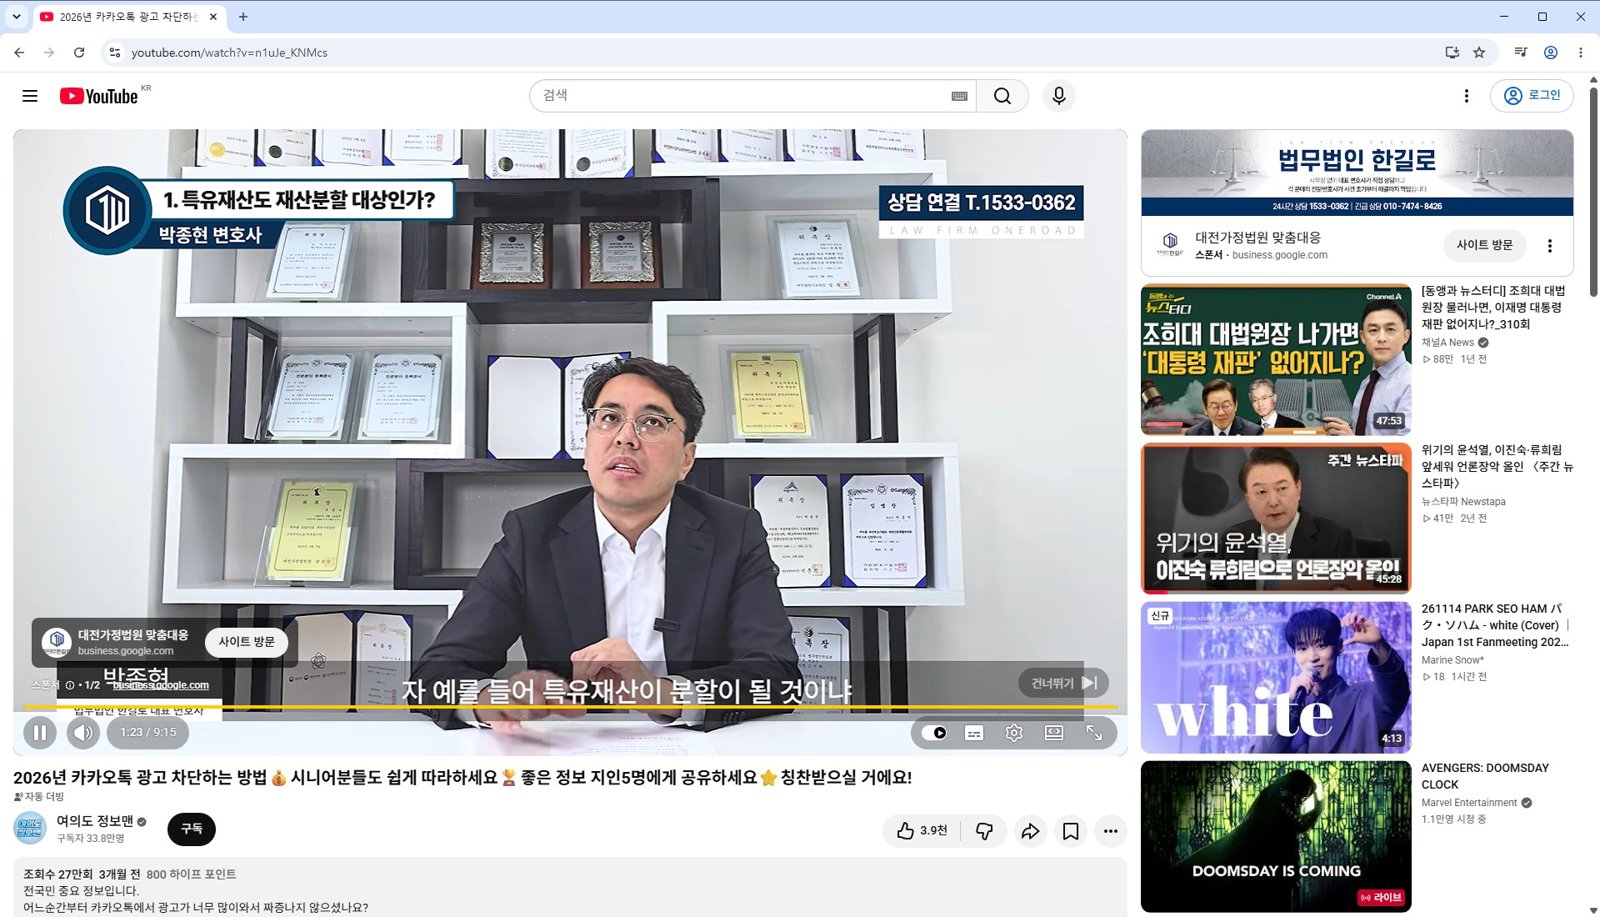 2026년 카카오톡 광고 차단하는
youtube.com/watch?v=n1uJe_KNMcs
YouTube KR
검색
로그인
1. 특유재산도 재산분할 대상인가?
박종현 변호사
상담 연결 T.1533-0362
LAW FIRM ONEROAD
위촉장
대전가정법원 맞춤대응
business.google.com
사이트 방문
박종현
스폰서 · 1/2 business.google.com
법무법인 한길로 대표 변호사
자 예를 들어 특유재산이 분할이 될 것이냐
건너뛰기
1:23 / 9:15
2026년 카카오톡 광고 차단하는 방법💰시니어분들도 쉽게 따라하세요🏆좋은 정보 지인5명에게 공유하세요⭐칭찬받으실 거에요!
자동 더빙
여의도 정보맨
구독자 33.8만명
구독
3.9천
조회수 27만회 3개월 전 800 하이프 포인트
전국민 중요 정보입니다.
어느순간부터 카카오톡에서 광고가 너무 많이와서 짜증나지 않으셨나요?
법무법인 한길로
24시간 상담 1533-0362 | 긴급 상담 010-7474-8426
대전가정법원 맞춤대응
스폰서 · business.google.com
사이트 방문
동앵과 뉴스터디
Channel A
조희대 대법원장 나가면
'대통령 재판' 없어지나?
47:53
[동앵과 뉴스터디] 조희대 대법
원장 물러나면, 이재명 대통령
재판 없어지나?_310회
채널A News
88만 1년 전
주간 뉴스타파
위기의 윤석열,
이진숙 류희림으로 언론장악 올인
45:28
위기의 윤석열, 이진숙·류희림
앞세워 언론장악 올인 〈주간 뉴
스타파〉
뉴스타파 Newstapa
41만 2년 전
신규
white
4:13
261114 PARK SEO HAM パ
ク・ソハム - white (Cover) ｜
Japan 1st Fanmeeting 202...
Marine Snow*
18 1시간 전
DOOMSDAY IS COMING
라이브
AVENGERS: DOOMSDAY
CLOCK
Marvel Entertainment
1.1만명 시청 중